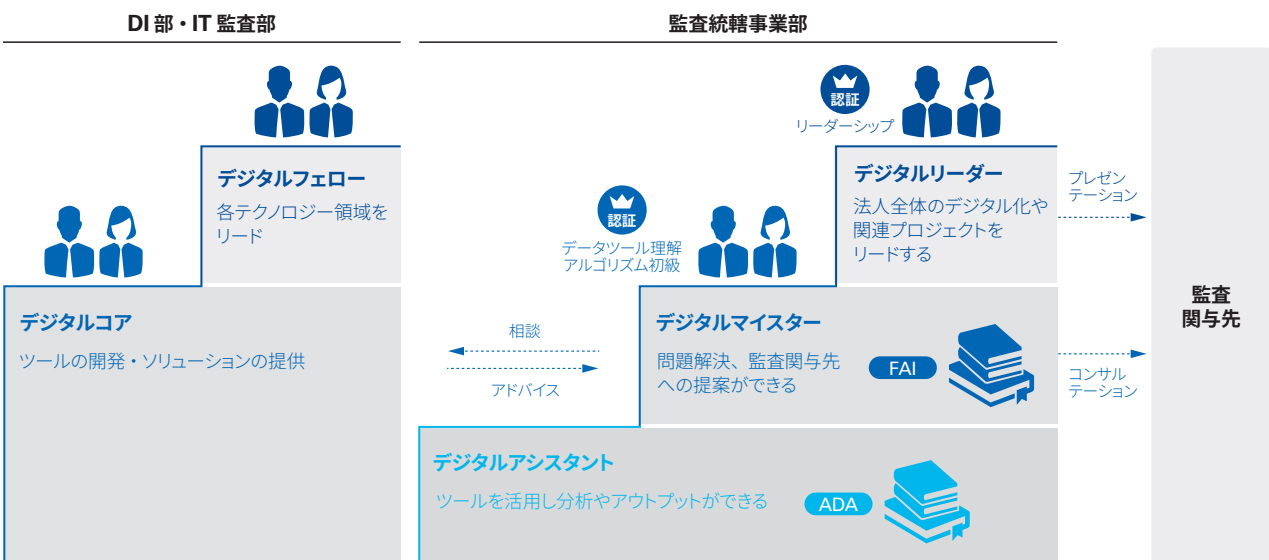 DI 部・IT 監査部
デジタルフェロー
各テクノロジー領域を
リード
デジタルコア
ツールの開発・ソリューションの提供
監査統轄事業部
認証
リーダーシップ
デジタルリーダー
法人全体のデジタル化や
関連プロジェクトを
リードする
認証
データツール理解
アルゴリズム初級
デジタルマイスター
問題解決、監査関与先
への提案ができる
FAI
相談
アドバイス
デジタルアシスタント
ツールを活用し分析やアウトプットができる
ADA
プレゼン
テーション
コンサル
テーション
監査
関与先